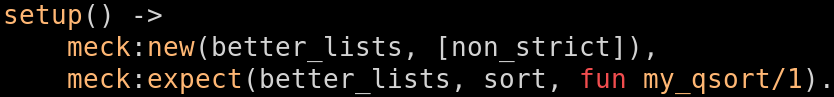 setup() ->
    meck:new(better_lists, [non_strict]),
    meck:expect(better_lists, sort, fun my_qsort/1).